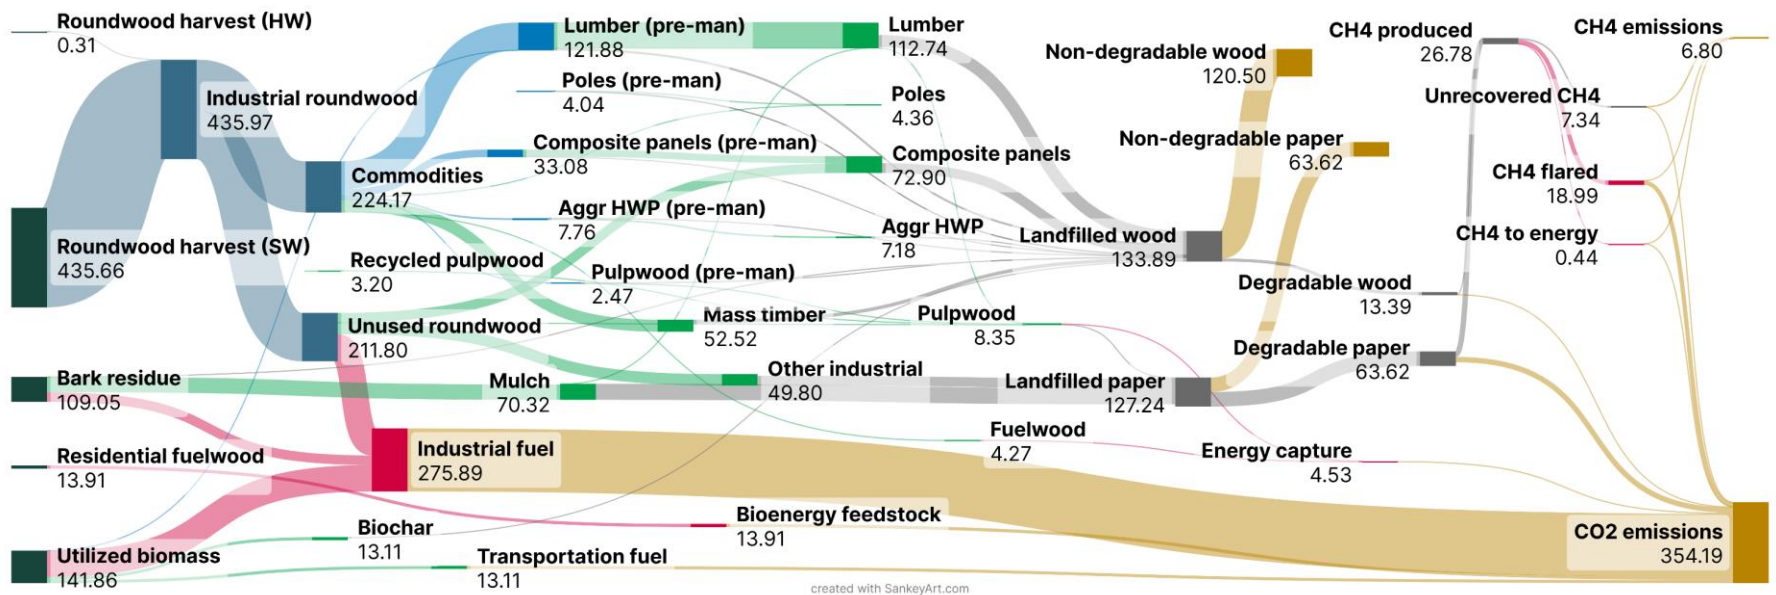 Roundwood harvest (HW)
0.31
Roundwood harvest (SW)
435.66
Bark residue
109.05
Residential fuelwood
13.91
Utilized biomass
141.86
Industrial roundwood
435.97
Commodities
224.17
Recycled pulpwood
3.20
Unused roundwood
211.80
Industrial fuel
275.89
Biochar
13.11
Transportation fuel
13.11
Lumber (pre-man)
121.88
Poles (pre-man)
4.04
Composite panels (pre-man)
33.08
Aggr HWP (pre-man)
7.76
Pulpwood (pre-man)
2.47
Mass timber
52.52
Mulch
70.32
Other industrial
49.80
Bioenergy feedstock
13.91
Lumber
112.74
Poles
4.36
Composite panels
72.90
Aggr HWP
7.18
Pulpwood
8.35
Fuelwood
4.27
Landfilled wood
133.89
Landfilled paper
127.24
Energy capture
4.53
Non-degradable wood
120.50
Non-degradable paper
63.62
Degradable wood
13.39
Degradable paper
63.62
CH4 produced
26.78
Unrecovered CH4
7.34
CH4 flared
18.99
CH4 to energy
0.44
CH4 emissions
6.80
CO2 emissions
354.19
created with SankeyArt.com